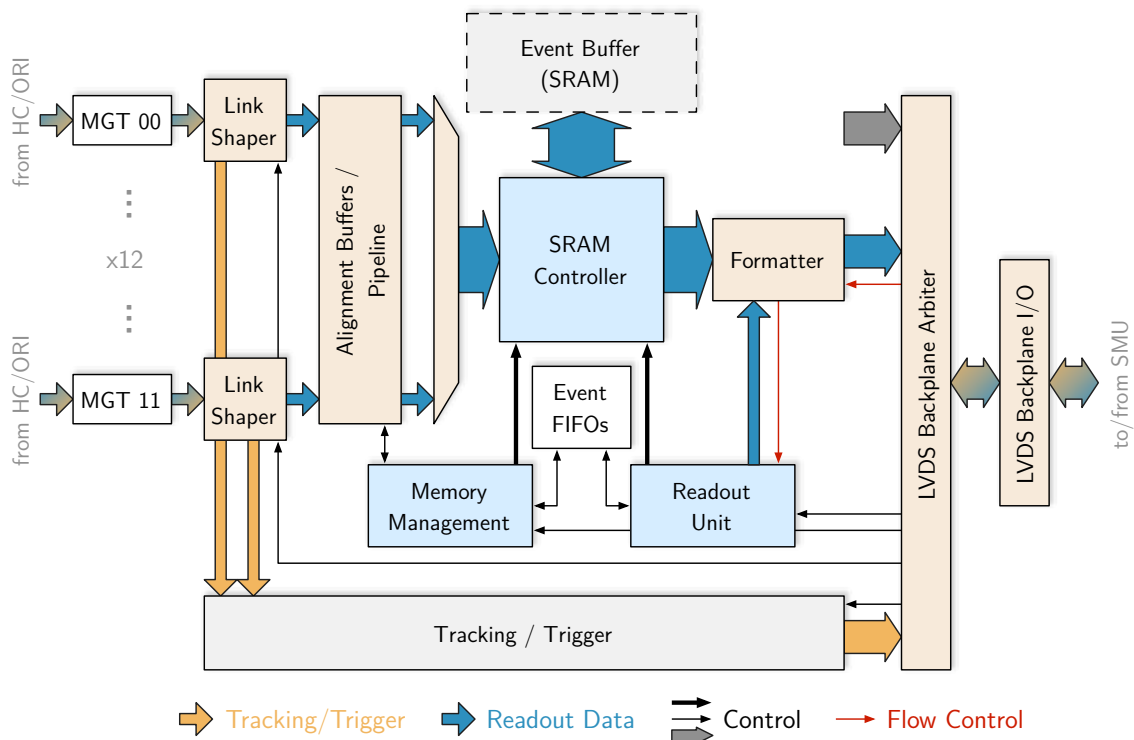 Event Buffer
(SRAM)
from HC/ORI
MGT 00
Link
Shaper
x12
from HC/ORI
MGT 11
Link
Shaper
Alignment Buffers /
Pipeline
SRAM
Controller
Formatter
Event
FIFOs
Memory
Management
Readout
Unit
LVDS Backplane Arbiter
LVDS Backplane I/O
to/from SMU
Tracking / Trigger
Tracking/Trigger
Readout Data
Control
Flow Control